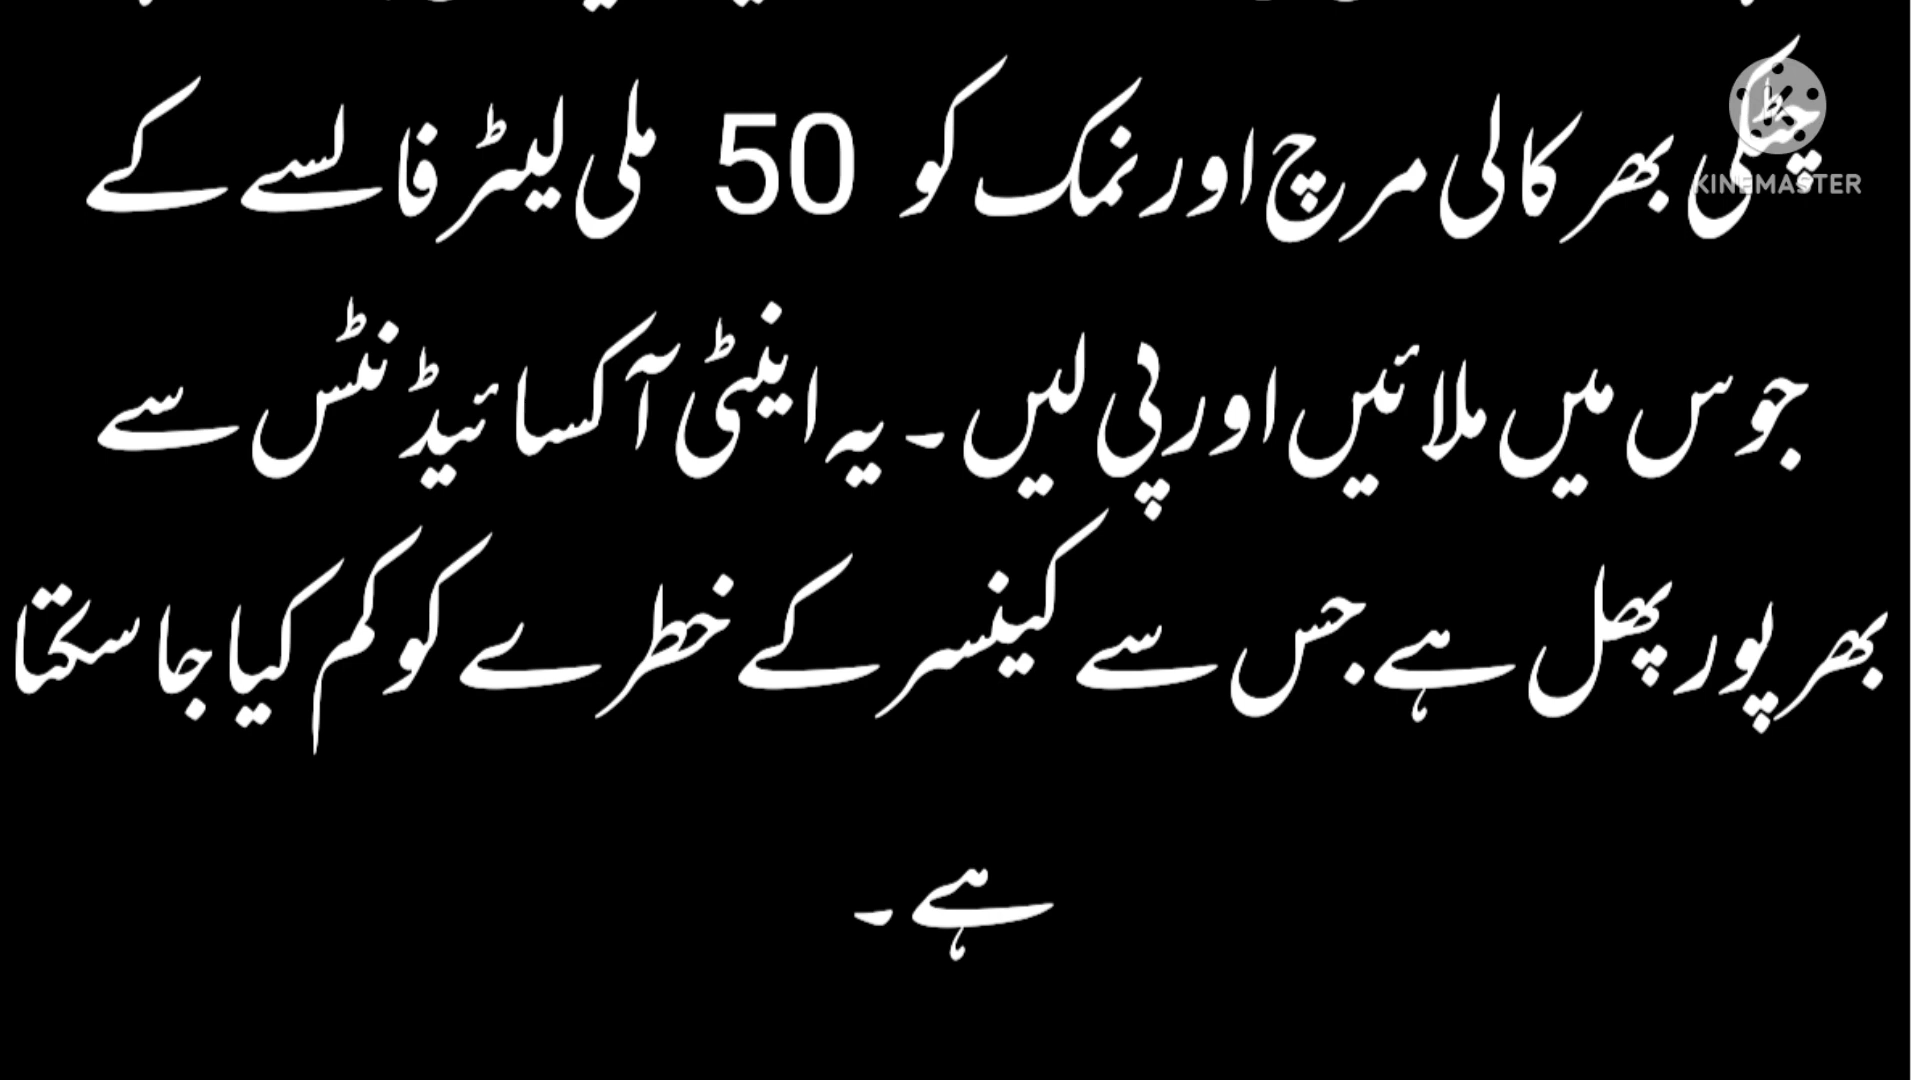 چٹکی بھر کالی مرچ اور نمک کو 50 ملی لیٹر فالسے کے
جوس میں ملائیں اور پی لیں۔ یہ اینٹی آکسائیڈنٹس سے
بھرپور پھل ہے جس سے کینسر کے خطرے کو کم کیا جا سکتا
ہے۔
KINEMASTER